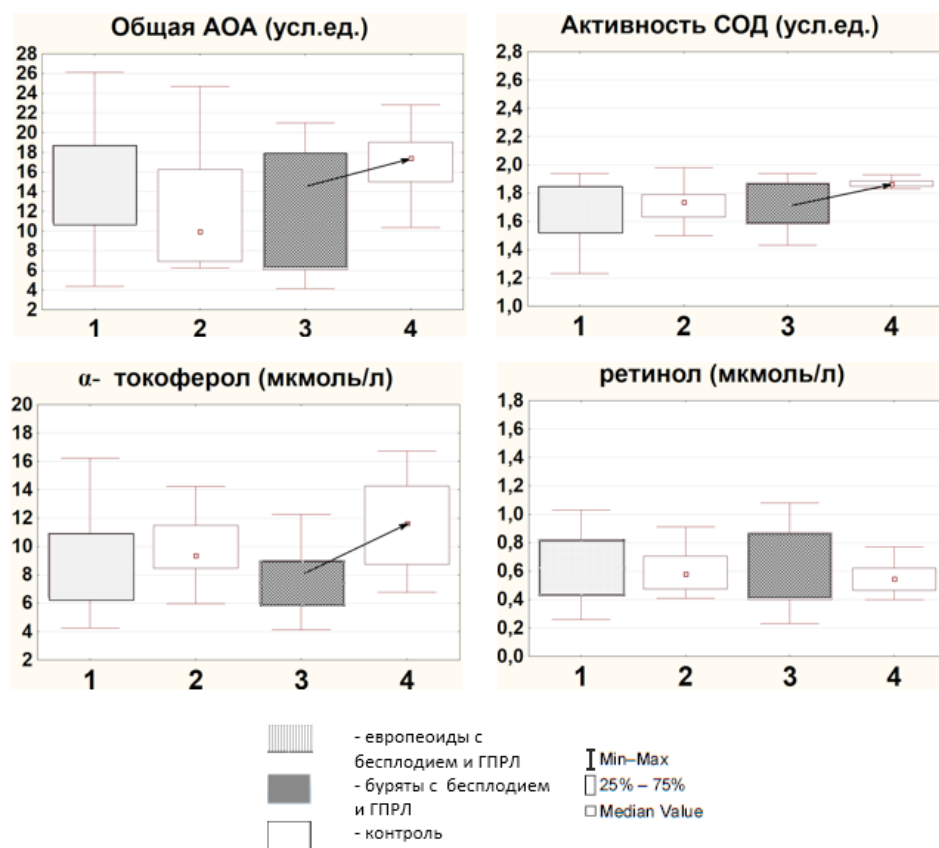 Общая АОА (усл.ед.)
28
26
24
22
20
18
16
14
12
10
8
6
4
2
1 2 3 4
Активность СОД (усл.ед.)
2,8
2,6
2,4
2,2
2,0
1,8
1,6
1,4
1,2
1,0
1 2 3 4
α- токоферол (мкмоль/л)
20
18
16
14
12
10
8
6
4
2
1 2 3 4
ретинол (мкмоль/л)
1,8
1,6
1,4
1,2
1,0
0,8
0,6
0,4
0,2
0,0
1 2 3 4
- европеоиды с
бесплодием и ГПРЛ
- буряты с бесплодием
и ГПРЛ
- контроль
Min–Max
25% – 75%
Median Value